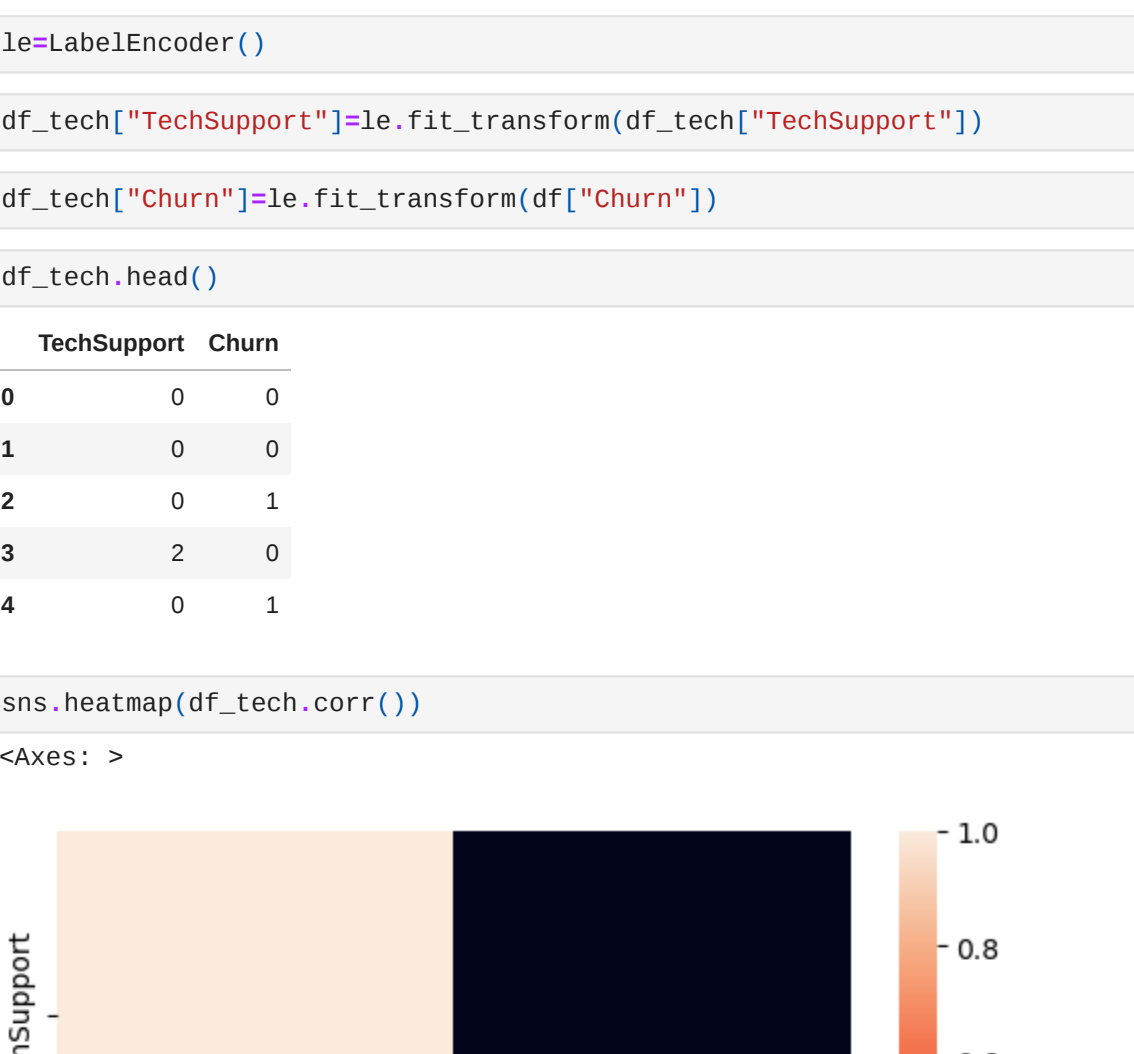 le=LabelEncoder()
df_tech["TechSupport"]=le.fit_transform(df_tech["TechSupport"])
df_tech["Churn"]=le.fit_transform(df["Churn"])
df_tech.head()
TechSupport Churn
0 0 0
1 0 0
2 0 1
3 2 0
4 0 1
sns.heatmap(df_tech.corr())
<Axes: >
1.0
0.8